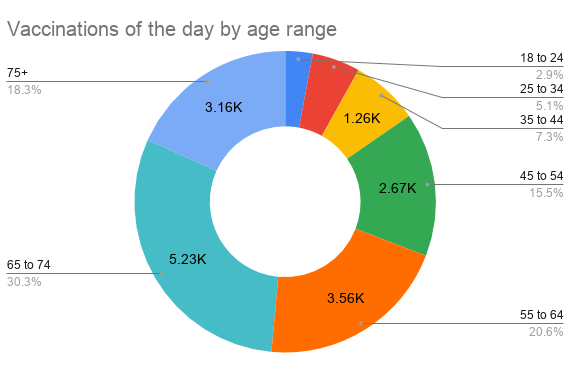 Vaccinations of the day by age range
18 to 24
2.9%
25 to 34
5.1%
35 to 44
7.3%
1.26K
45 to 54
15.5%
2.67K
55 to 64
20.6%
3.56K
65 to 74
30.3%
5.23K
75+
18.3%
3.16K